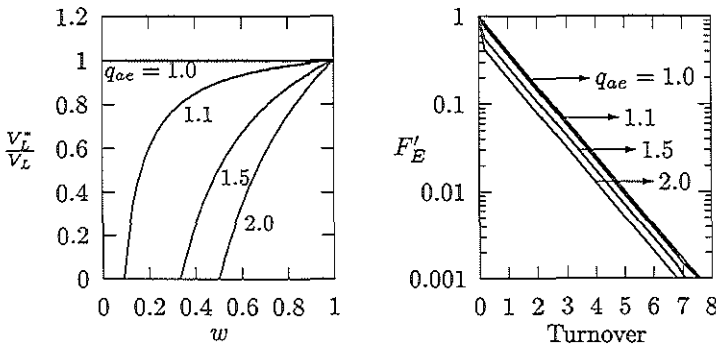 1.2
1
0.8
0.6
0.4
0.2
0
V_L^*/V_L
q_ae = 1.0
1.1
1.5
2.0
0 0.2 0.4 0.6 0.8 1
w
1
0.1
0.01
0.001
F'_E
q_ae = 1.0
1.1
1.5
2.0
0 1 2 3 4 5 6 7 8
Turnover